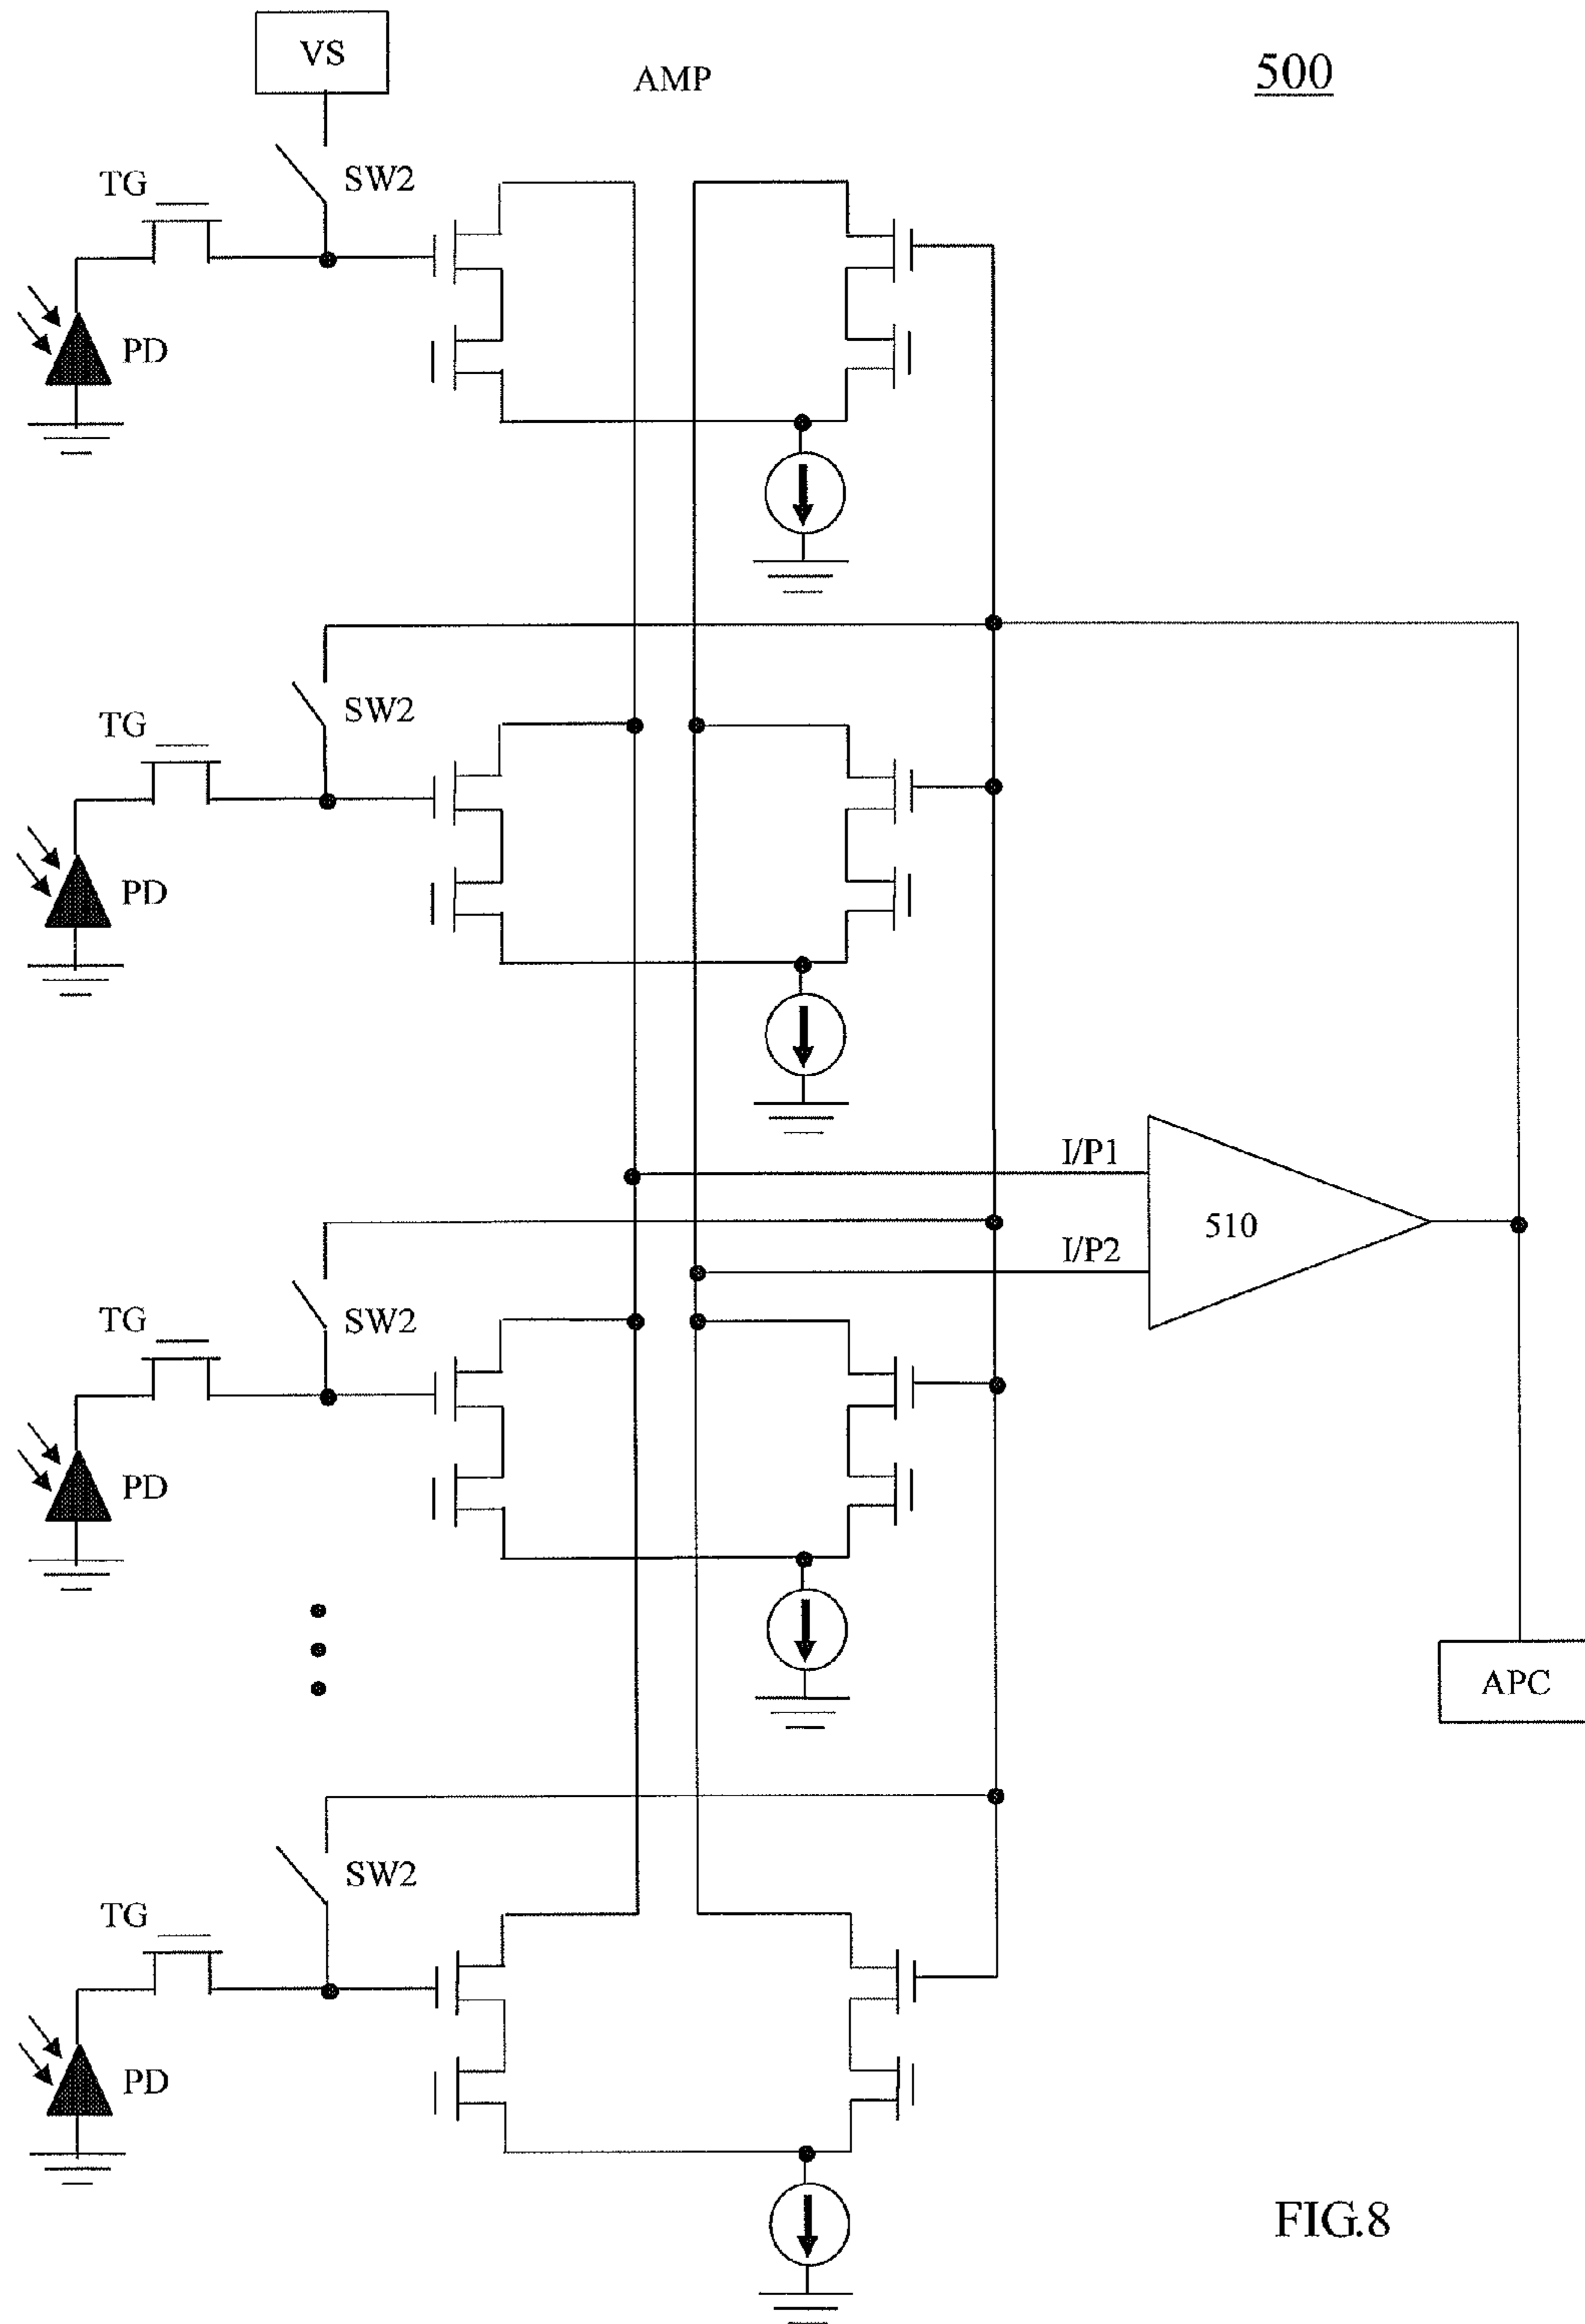 VS
AMP
500
SW2
TG
PD
SW2
TG
PD
I/P1
510
I/P2
SW2
TG
PD
APC
SW2
TG
PD
FIG.8